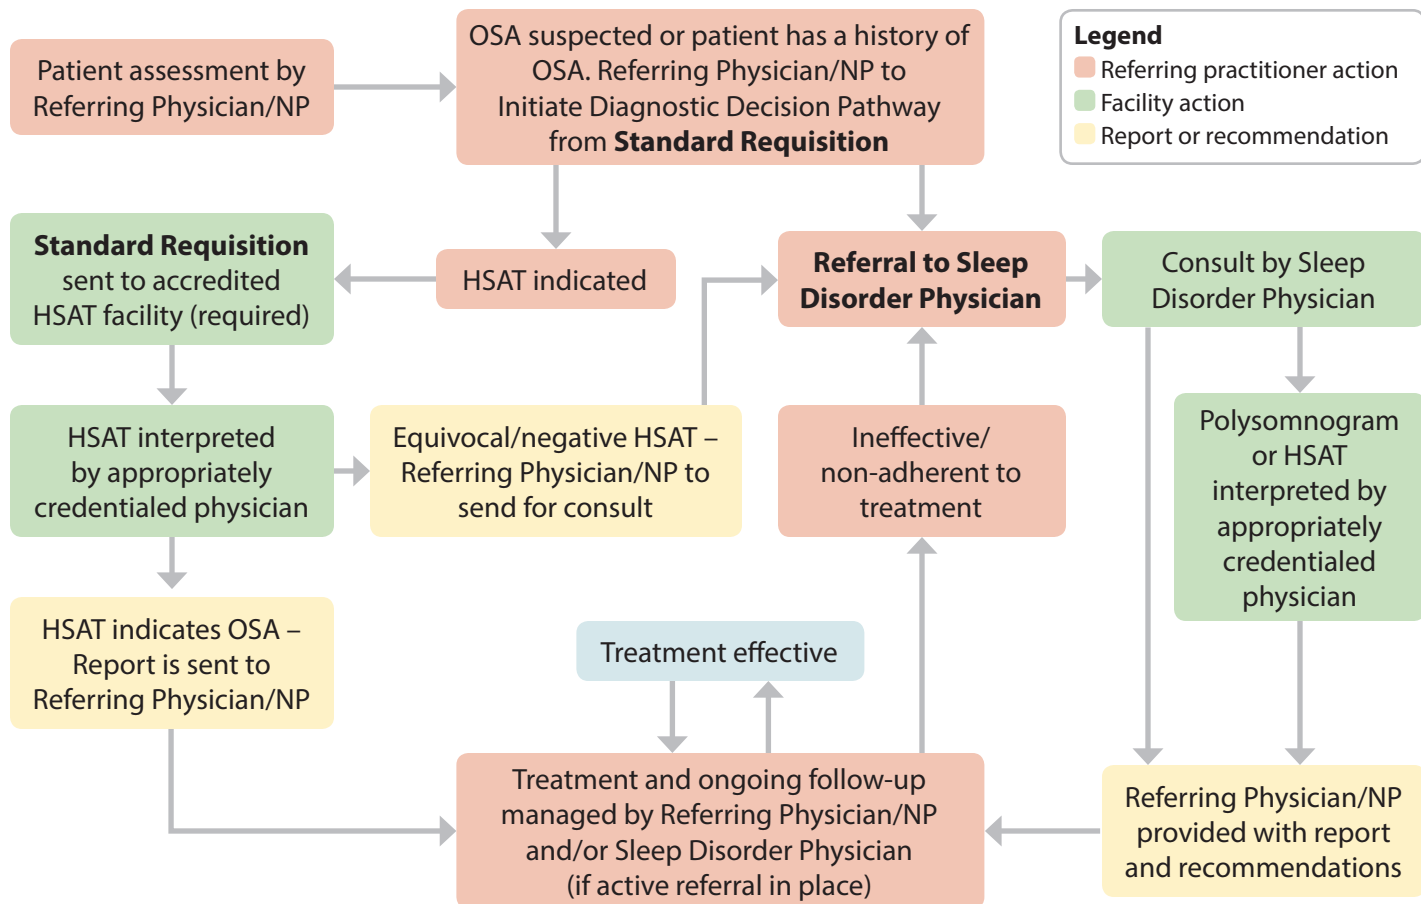 Patient assessment by
Referring Physician/NP
OSA suspected or patient has a history of
OSA. Referring Physician/NP to
Initiate Diagnostic Decision Pathway
from Standard Requisition
Legend
Referring practitioner action
Facility action
Report or recommendation
Standard Requisition
sent to accredited
HSAT facility (required)
HSAT indicated
Referral to Sleep
Disorder Physician
Consult by Sleep
Disorder Physician
HSAT interpreted
by appropriately
credentialed physician
Equivocal/negative HSAT –
Referring Physician/NP to
send for consult
Ineffective/
non-adherent to
treatment
Polysomnogram
or HSAT
interpreted by
appropriately
credentialed
physician
HSAT indicates OSA –
Report is sent to
Referring Physician/NP
Treatment effective
Treatment and ongoing follow-up
managed by Referring Physician/NP
and/or Sleep Disorder Physician
(if active referral in place)
Referring Physician/NP
provided with report
and recommendations